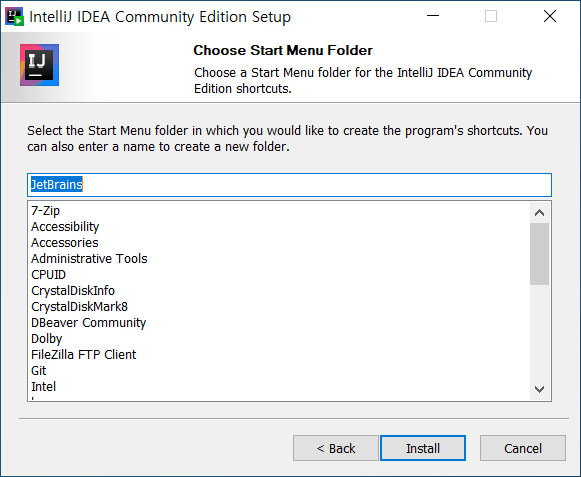 IntelliJ IDEA Community Edition Setup
IJ
Choose Start Menu Folder
Choose a Start Menu folder for the IntelliJ IDEA Community
Edition shortcuts.
Select the Start Menu folder in which you would like to create the program's shortcuts. You
can also enter a name to create a new folder.
JetBrains
7-Zip
Accessibility
Accessories
Administrative Tools
CPUID
CrystalDiskInfo
CrystalDiskMark8
DBeaver Community
Dolby
FileZilla FTP Client
Git
Intel
< Back
Install
Cancel